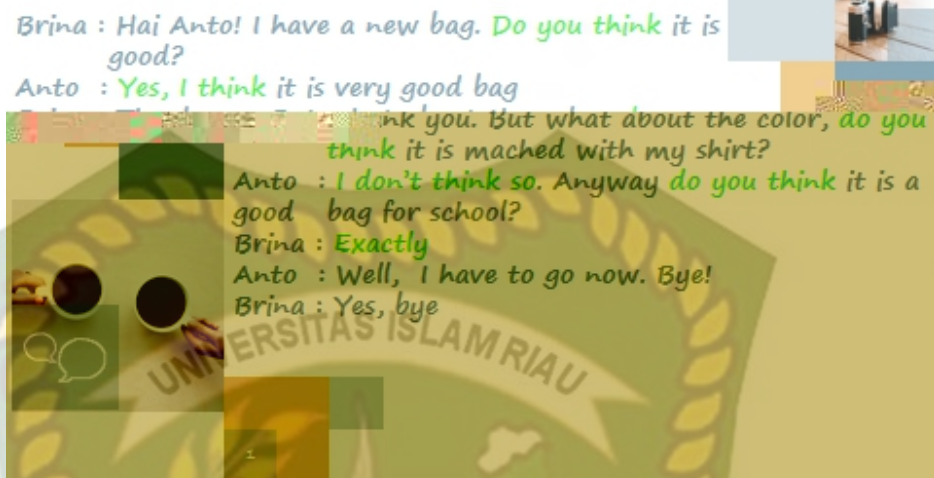 Brina : Hai Anto! I have a new bag. Do you think it is
good?
Anto : Yes, I think it is very good bag
you. But what about the color, do you
think it is mached with my shirt?
Anto : I don't think so. Anyway do you think it is a
good bag for school?
Brina : Exactly
Anto : Well, I have to go now. Bye!
Brina : Yes, bye
UNIVERSITAS ISLAM RIAU
1